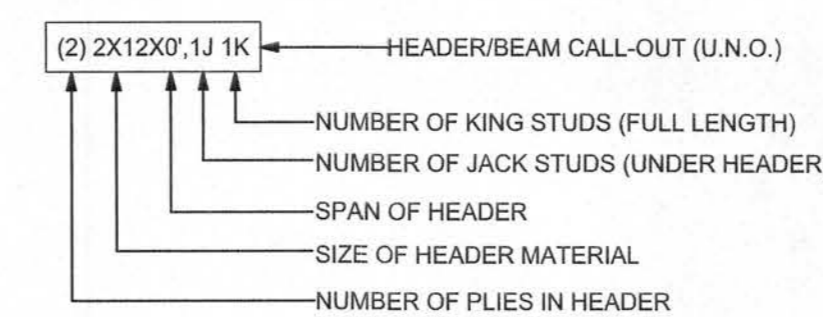 (2) 2X12X0',1J 1K
HEADER/BEAM CALL-OUT (U.N.O.)
NUMBER OF KING STUDS (FULL LENGTH)
NUMBER OF JACK STUDS (UNDER HEADER
SPAN OF HEADER
SIZE OF HEADER MATERIAL
NUMBER OF PLIES IN HEADER